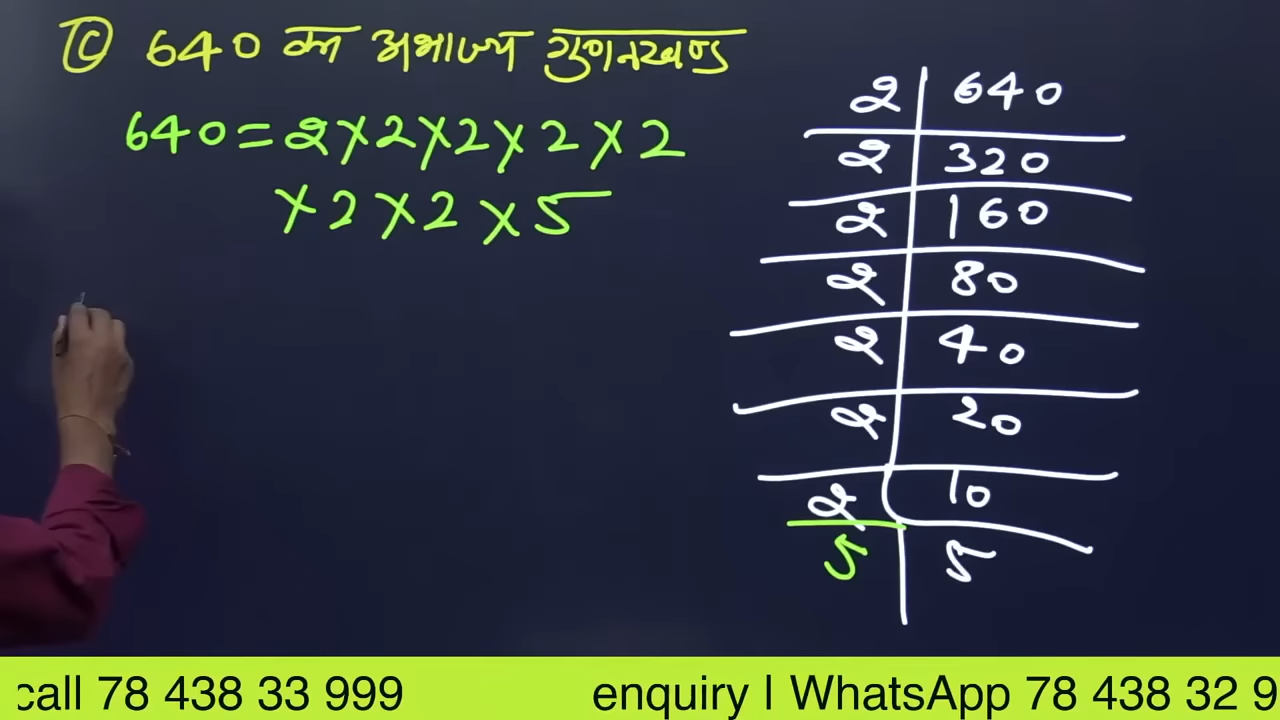 © 640 का अभाज्य गुणनखण्ड
640 = 2 × 2 × 2 × 2 × 2
× 2 × 2 × 5
2 | 640
2 | 320
2 | 160
2 | 80
2 | 40
2 | 20
2 | 10
5 | 5
call 78 438 33 999 enquiry | WhatsApp 78 438 32 9